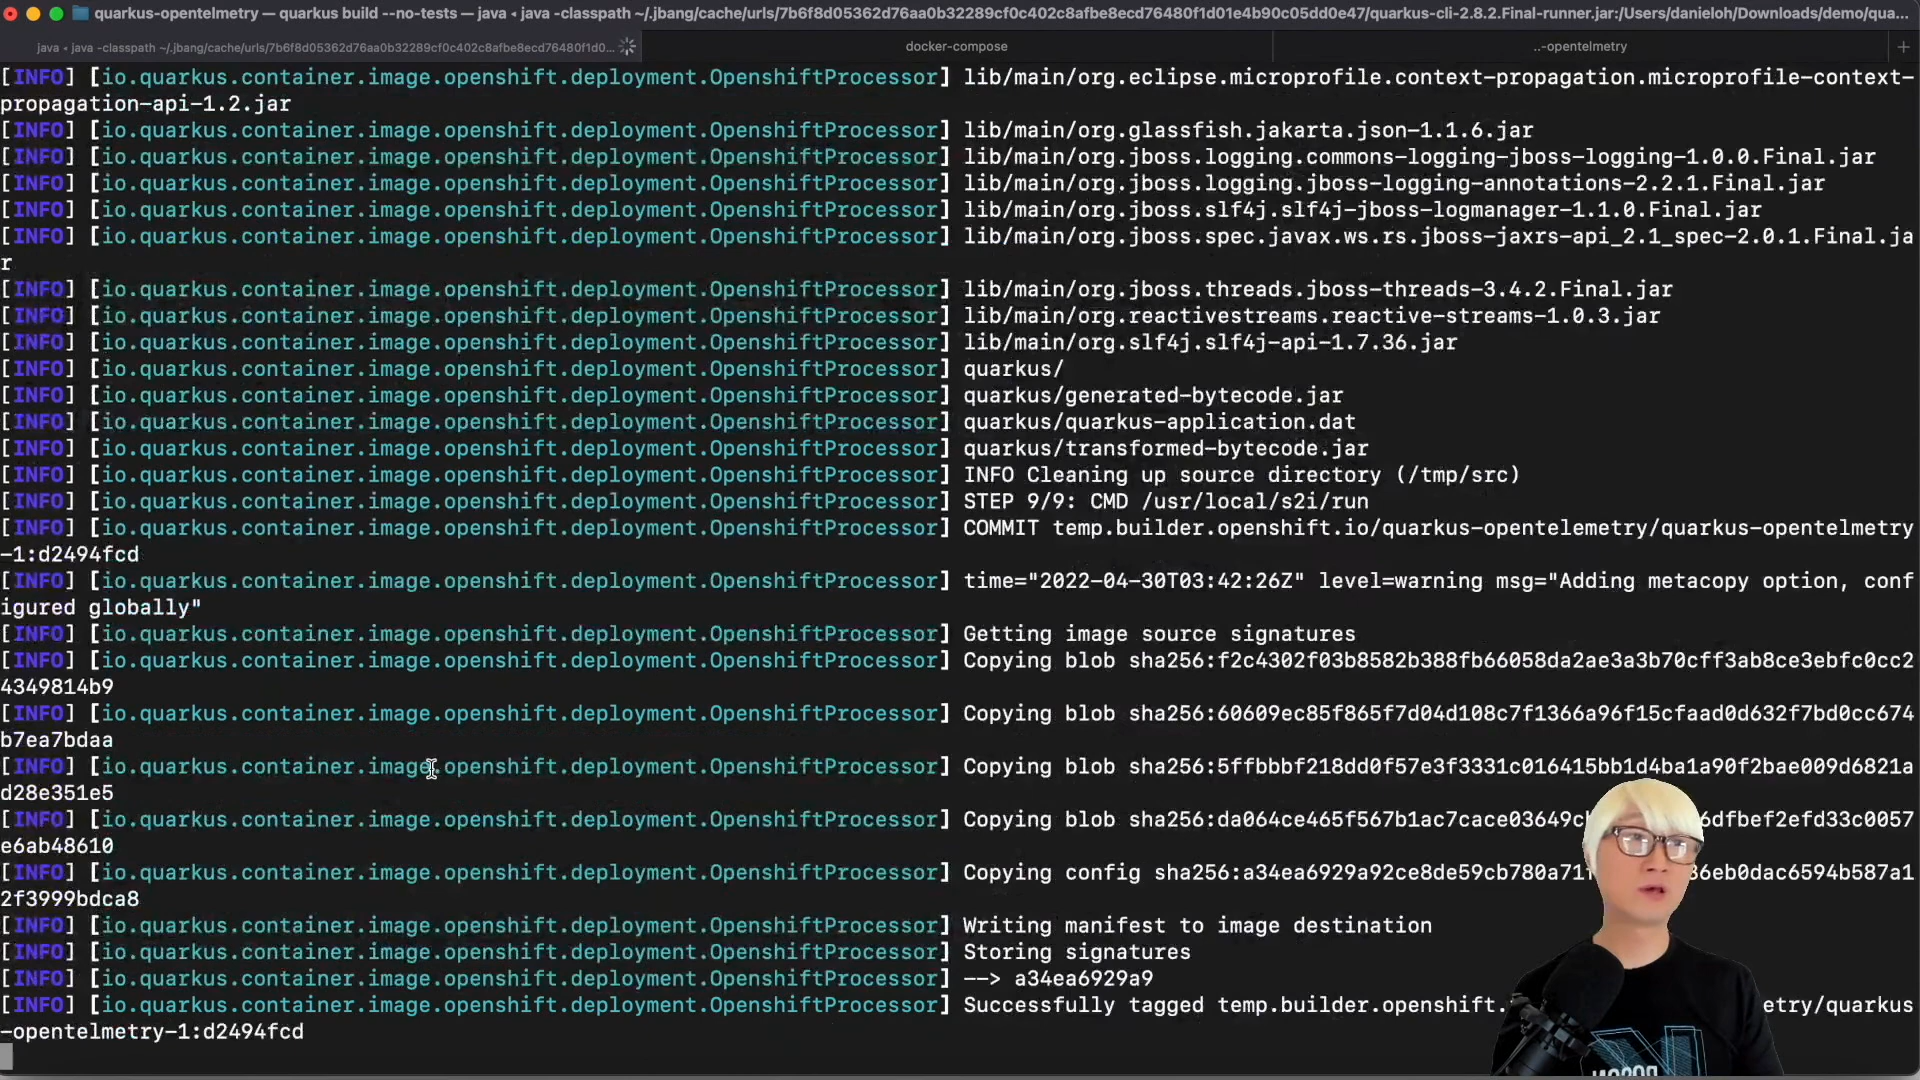 quarkus-opentelmetry — quarkus build --no-tests — java ◂ java -classpath ~/.jbang/cache/urls/7b6f8d05362d76aa0b32289cf0c402c8afbe8ecd76480f1d01e4b90c05dd0e47/quarkus-cli-2.8.2.Final-runner.jar:/Users/danieloh/Downloads/demo/qua...
java ◂ java -classpath ~/.jbang/cache/urls/7b6f8d05362d76aa0b32289cf0c402c8afbe8ecd76480f1d0... docker-compose ..-opentelmetry +
[INFO] [io.quarkus.container.image.openshift.deployment.OpenshiftProcessor] lib/main/org.eclipse.microprofile.context-propagation.microprofile-context-
propagation-api-1.2.jar
[INFO] [io.quarkus.container.image.openshift.deployment.OpenshiftProcessor] lib/main/org.glassfish.jakarta.json-1.1.6.jar
[INFO] [io.quarkus.container.image.openshift.deployment.OpenshiftProcessor] lib/main/org.jboss.logging.commons-logging-jboss-logging-1.0.0.Final.jar
[INFO] [io.quarkus.container.image.openshift.deployment.OpenshiftProcessor] lib/main/org.jboss.logging.jboss-logging-annotations-2.2.1.Final.jar
[INFO] [io.quarkus.container.image.openshift.deployment.OpenshiftProcessor] lib/main/org.jboss.slf4j.slf4j-jboss-logmanager-1.1.0.Final.jar
[INFO] [io.quarkus.container.image.openshift.deployment.OpenshiftProcessor] lib/main/org.jboss.spec.javax.ws.rs.jboss-jaxrs-api_2.1_spec-2.0.1.Final.ja
r
[INFO] [io.quarkus.container.image.openshift.deployment.OpenshiftProcessor] lib/main/org.jboss.threads.jboss-threads-3.4.2.Final.jar
[INFO] [io.quarkus.container.image.openshift.deployment.OpenshiftProcessor] lib/main/org.reactivestreams.reactive-streams-1.0.3.jar
[INFO] [io.quarkus.container.image.openshift.deployment.OpenshiftProcessor] lib/main/org.slf4j.slf4j-api-1.7.36.jar
[INFO] [io.quarkus.container.image.openshift.deployment.OpenshiftProcessor] quarkus/
[INFO] [io.quarkus.container.image.openshift.deployment.OpenshiftProcessor] quarkus/generated-bytecode.jar
[INFO] [io.quarkus.container.image.openshift.deployment.OpenshiftProcessor] quarkus/quarkus-application.dat
[INFO] [io.quarkus.container.image.openshift.deployment.OpenshiftProcessor] quarkus/transformed-bytecode.jar
[INFO] [io.quarkus.container.image.openshift.deployment.OpenshiftProcessor] INFO Cleaning up source directory (/tmp/src)
[INFO] [io.quarkus.container.image.openshift.deployment.OpenshiftProcessor] STEP 9/9: CMD /usr/local/s2i/run
[INFO] [io.quarkus.container.image.openshift.deployment.OpenshiftProcessor] COMMIT temp.builder.openshift.io/quarkus-opentelemetry/quarkus-opentelmetry
-1:d2494fcd
[INFO] [io.quarkus.container.image.openshift.deployment.OpenshiftProcessor] time="2022-04-30T03:42:26Z" level=warning msg="Adding metacopy option, conf
igured globally"
[INFO] [io.quarkus.container.image.openshift.deployment.OpenshiftProcessor] Getting image source signatures
[INFO] [io.quarkus.container.image.openshift.deployment.OpenshiftProcessor] Copying blob sha256:f2c4302f03b8582b388fb66058da2ae3a3b70cff3ab8ce3ebfc0cc2
4349814b9
[INFO] [io.quarkus.container.image.openshift.deployment.OpenshiftProcessor] Copying blob sha256:60609ec85f865f7d04d108c7f1366a96f15cfaad0d632f7bd0cc674
b7ea7bdaa
[INFO] [io.quarkus.container.image.openshift.deployment.OpenshiftProcessor] Copying blob sha256:5ffbbbf218dd0f57e3f3331c016415bb1d4ba1a90f2bae009d6821a
d28e351e5
[INFO] [io.quarkus.container.image.openshift.deployment.OpenshiftProcessor] Copying blob sha256:da064ce465f567b1ac7cace03649c 6dfbef2efd33c0057
e6ab48610
[INFO] [io.quarkus.container.image.openshift.deployment.OpenshiftProcessor] Copying config sha256:a34ea6929a92ce8de59cb780a71 36eb0dac6594b587a1
2f3999bdca8
[INFO] [io.quarkus.container.image.openshift.deployment.OpenshiftProcessor] Writing manifest to image destination
[INFO] [io.quarkus.container.image.openshift.deployment.OpenshiftProcessor] Storing signatures
[INFO] [io.quarkus.container.image.openshift.deployment.OpenshiftProcessor] --> a34ea6929a9
[INFO] [io.quarkus.container.image.openshift.deployment.OpenshiftProcessor] Successfully tagged temp.builder.openshift. etry/quarkus
-opentelmetry-1:d2494fcd